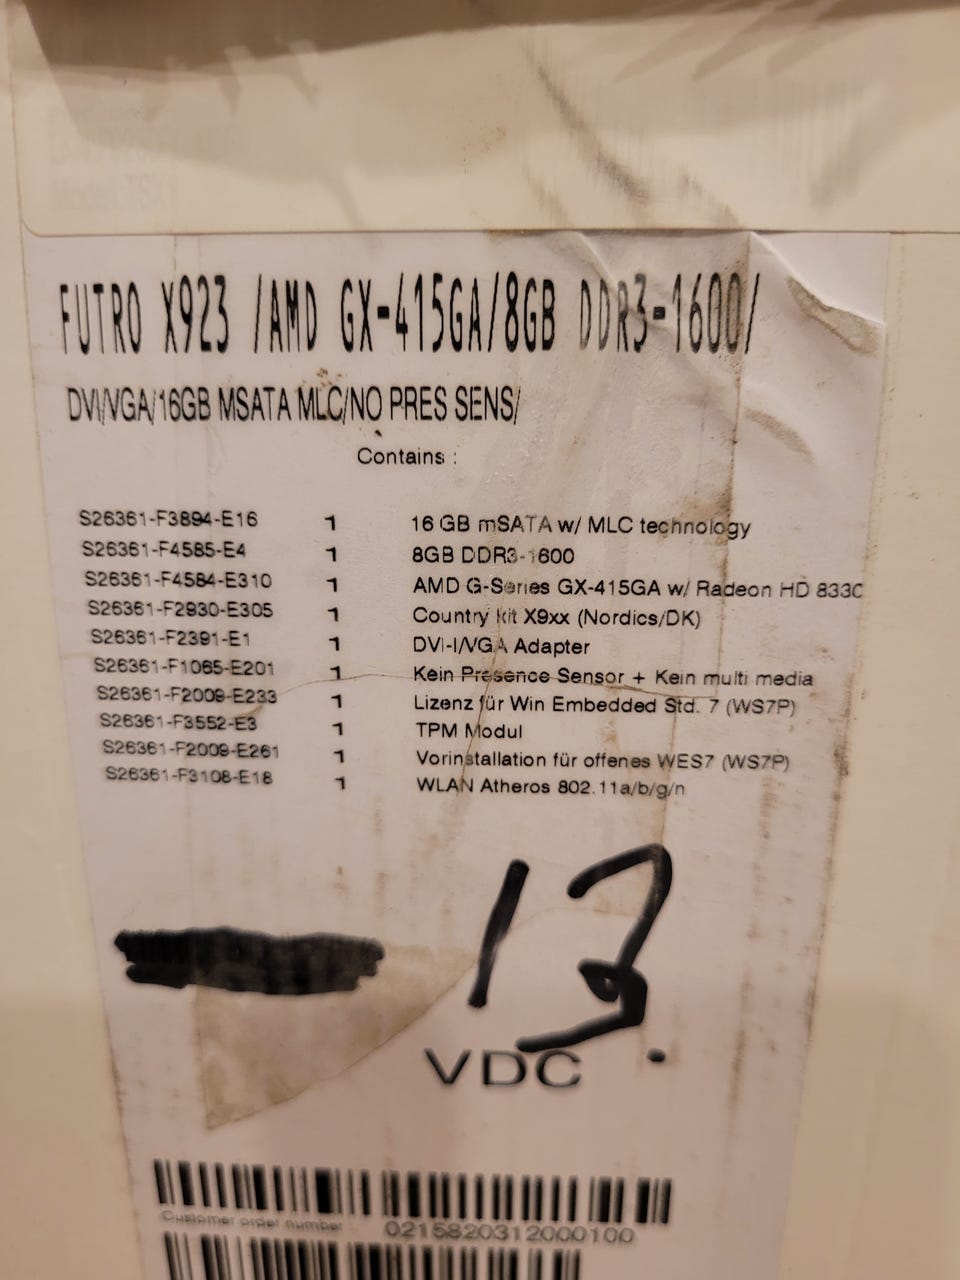 FUTRO X923 /AMD GX-415GA/8GB DDR3-1600/
DVI/VGA/16GB MSATA MLC/NO PRES SENS/
Contains :
S26361-F3894-E16 1 16 GB mSATA w/ MLC technology
S26361-F4585-E4 1 8GB DDR3-1600
S26361-F4584-E310 1 AMD G-Series GX-415GA w/ Radeon HD 8330
S26361-F2930-E305 1 Country kit X9xx (Nordics/DK)
S26361-F2391-E1 1 DVI-I/VGA Adapter
S26361-F1065-E201 1 Kein Presence Sensor + Kein multi media
S26361-F2009-E233 1 Lizenz für Win Embedded Std. 7 (WS7P)
S26361-F3552-E3 1 TPM Modul
S26361-F2009-E261 1 Vorinstallation für offenes WES7 (WS7P)
S26361-F3108-E18 1 WLAN Atheros 802.11a/b/g/n
13.
VDC
Customer order number 0215820312000100